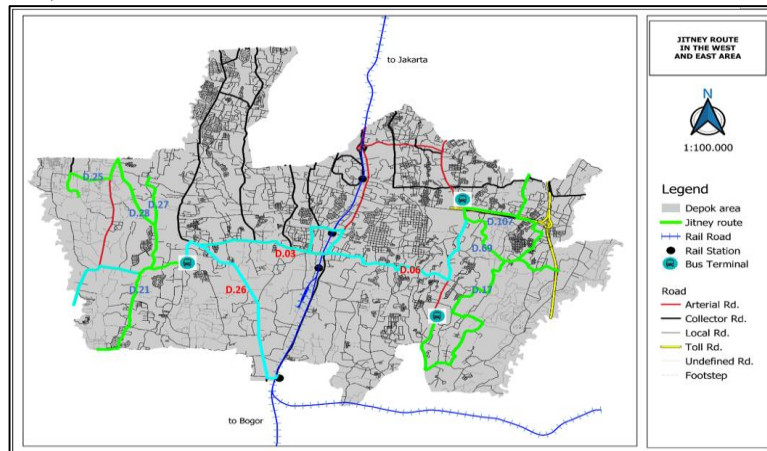 JITNEY ROUTE
IN THE WEST
AND EAST AREA
N
1:100.000
Legend
Depok area
Jitney route
Rail Road
Rail Station
Bus Terminal
Road
Arterial Rd.
Collector Rd.
Local Rd.
Toll Rd.
Undefined Rd.
Footstep
to Jakarta
D.25
D.27
D.28
D.107
D.69
D.03
D.06
D.21
D.26
D.11
to Bogor